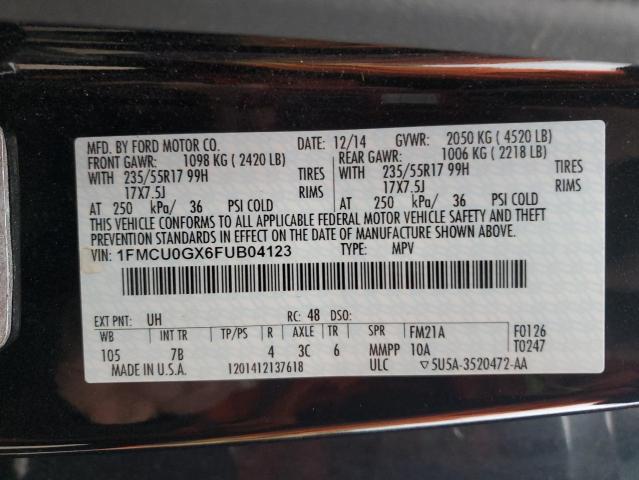 MFD. BY FORD MOTOR CO. DATE: 12/14 GVWR: 2050 KG ( 4520 LB)
FRONT GAWR: 1098 KG ( 2420 LB) REAR GAWR: 1006 KG ( 2218 LB)
WITH 235/55R17 99H TIRES WITH 235/55R17 99H TIRES
17X7.5J RIMS 17X7.5J RIMS
AT 250 kPa/ 36 PSI COLD AT 250 kPa/ 36 PSI COLD
THIS VEHICLE CONFORMS TO ALL APPLICABLE FEDERAL MOTOR VEHICLE SAFETY AND THEFT
PREVENTION STANDARDS IN EFFECT ON THE DATE OF MANUFACTURE SHOWN ABOVE.
VIN: 1FMCU0GX6FUB04123 TYPE: MPV
EXT PNT: UH RC: 48 DSO:
WB INT TR TP/PS R AXLE TR SPR FM21A F0126
105 7B 4 3C 6 MMPP 10A T0247
MADE IN U.S.A. 1201412137618 ULC ▽5U5A-3520472-AA